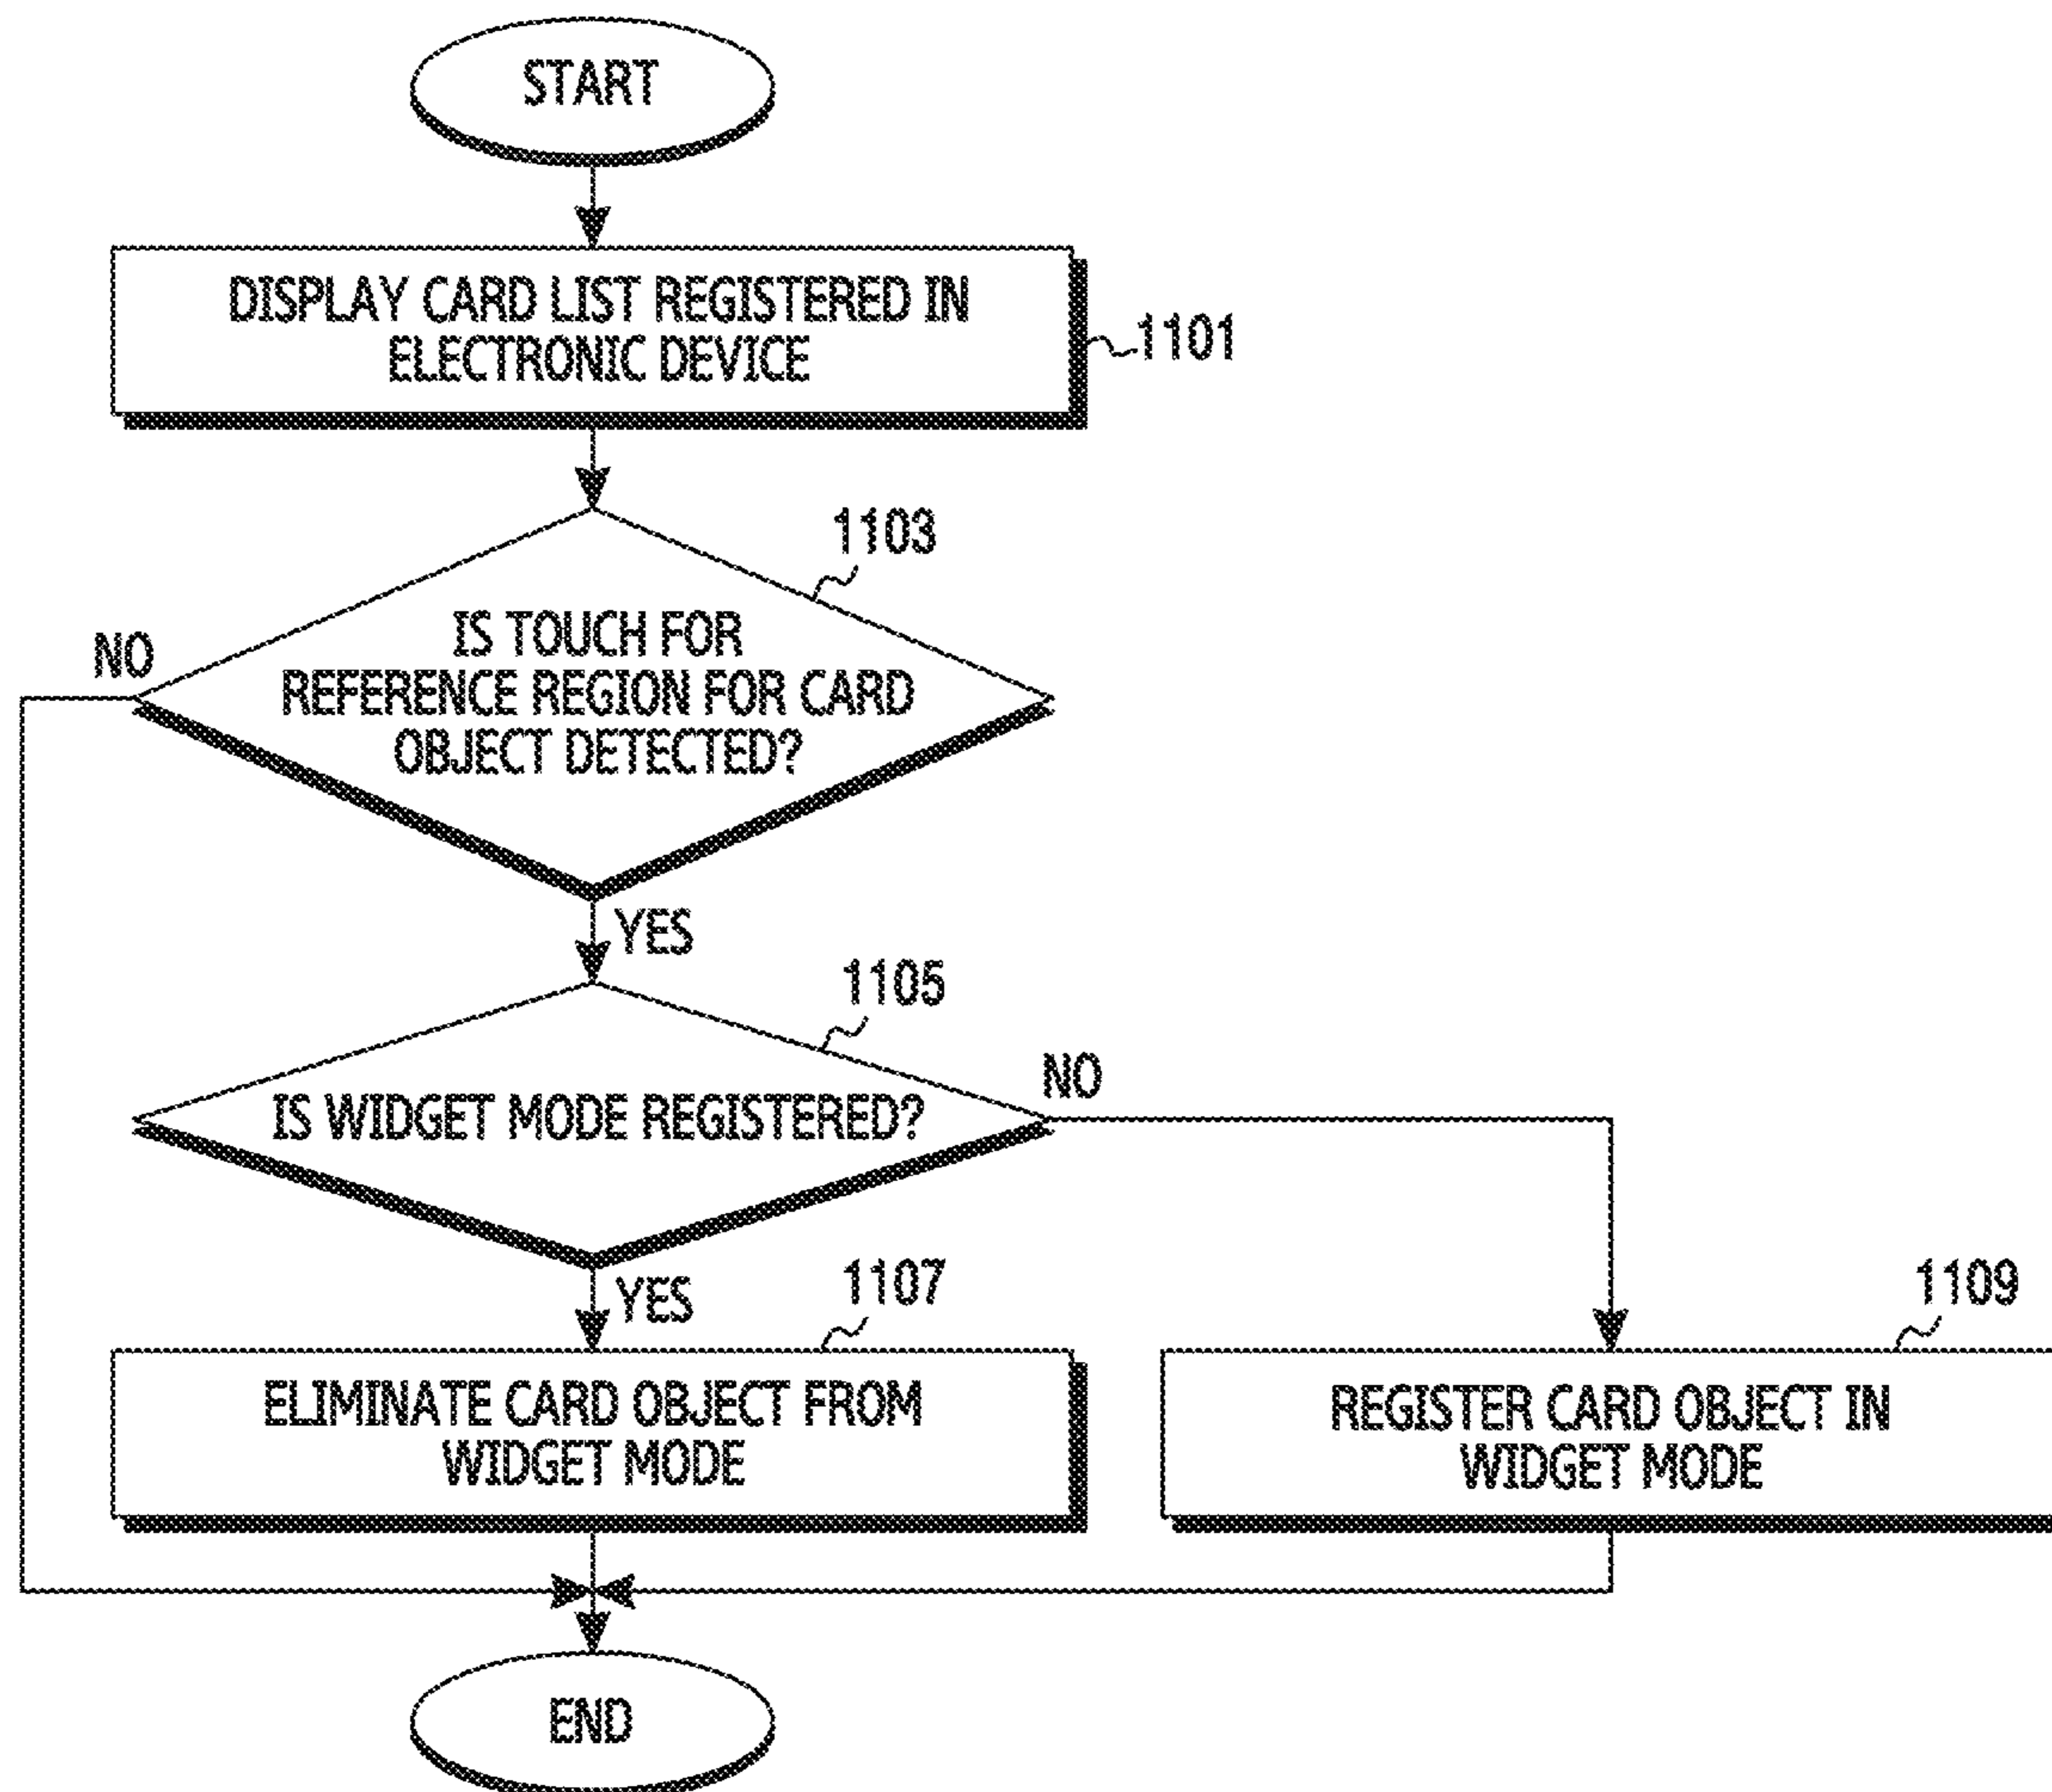 START
DISPLAY CARD LIST REGISTERED IN
ELECTRONIC DEVICE
1101
1103
IS TOUCH FOR
REFERENCE REGION FOR CARD
OBJECT DETECTED?
NO
YES
1105
IS WIDGET MODE REGISTERED?
NO
YES
1107
ELIMINATE CARD OBJECT FROM
WIDGET MODE
1109
REGISTER CARD OBJECT IN
WIDGET MODE
END